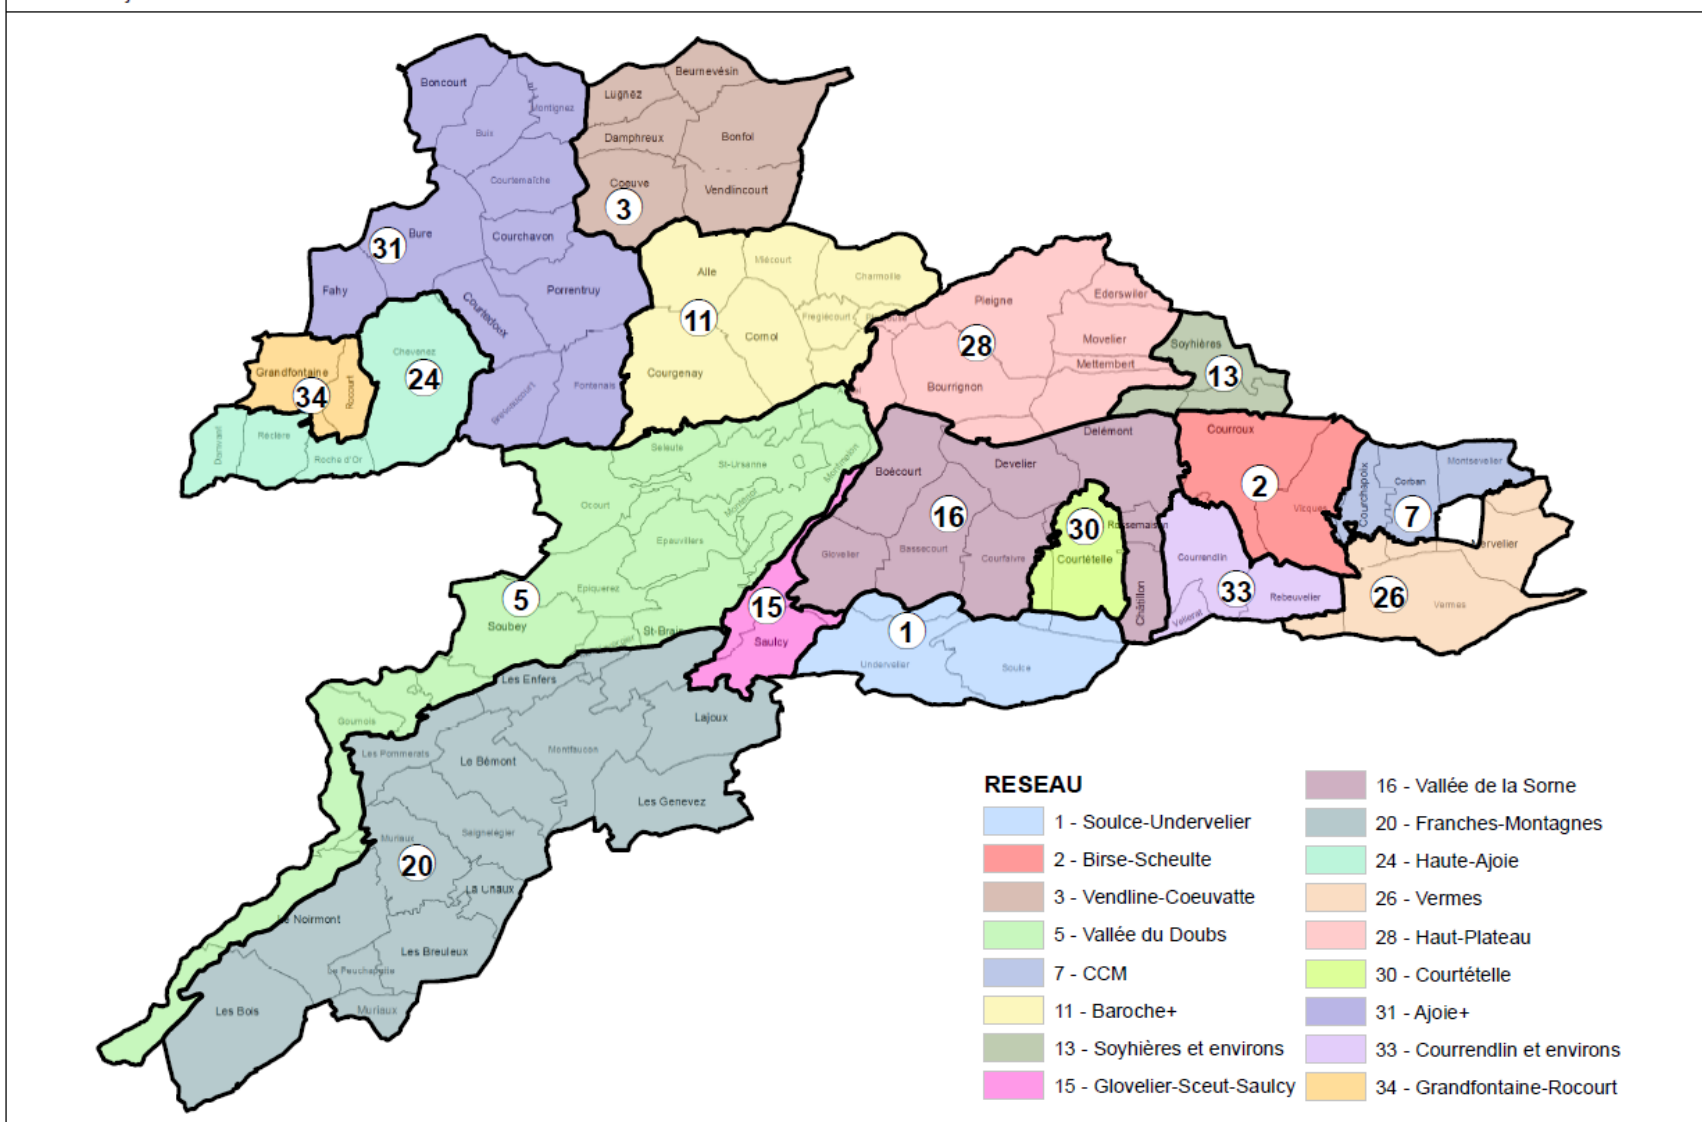 Boncourt
Montignez
Buix
Beurnevésin
Lugnez
Damphreux
Bonfol
Courtemaîche
Coeuve
Vendlincourt
3
Bure
31
Courchavon
Alle
Miécourt
Charmoille
Fahy
Porrentruy
Courtedoux
11
Fregiécourt
Cornol
Pleigne
Ederswiler
28
Movelier
Mettembert
Soyhières
13
Chevenez
24
Grandfontaine
34
Rocourt
Courgenay
Bourrignon
Fontenais
Bressaucourt
Damvant
Réclère
Roche d'Or
Seleute
St-Ursanne
Montmelon
Ocourt
Montenol
Epauvillers
Boécourt
Develier
Delémont
Courroux
2
Vicques
Courchapoix
Corban
Montsevelier
7
Mervelier
16
30
Rossemaison
Glovelier
Bassecourt
Courfaivre
Courtételle
Châtillon
Courrendlin
33
Rebeuvelier
Vellerat
26
Vermes
5
Epiquerez
Soubey
St-Brais
15
Saulcy
1
Undervelier
Soulce
Goumois
Les Enfers
Lajoux
Les Pommerats
Le Bémont
Montfaucon
Les Genevez
Muriaux
Saignelégier
20
La Chaux
Le Noirmont
Les Breuleux
Le Peuchapatte
Les Bois
Muriaux
RESEAU
1 - Soulce-Undervelier
2 - Birse-Scheulte
3 - Vendline-Coeuvatte
5 - Vallée du Doubs
7 - CCM
11 - Baroche+
13 - Soyhières et environs
15 - Glovelier-Sceut-Saulcy
16 - Vallée de la Sorne
20 - Franches-Montagnes
24 - Haute-Ajoie
26 - Vermes
28 - Haut-Plateau
30 - Courtételle
31 - Ajoie+
33 - Courrendlin et environs
34 - Grandfontaine-Rocourt